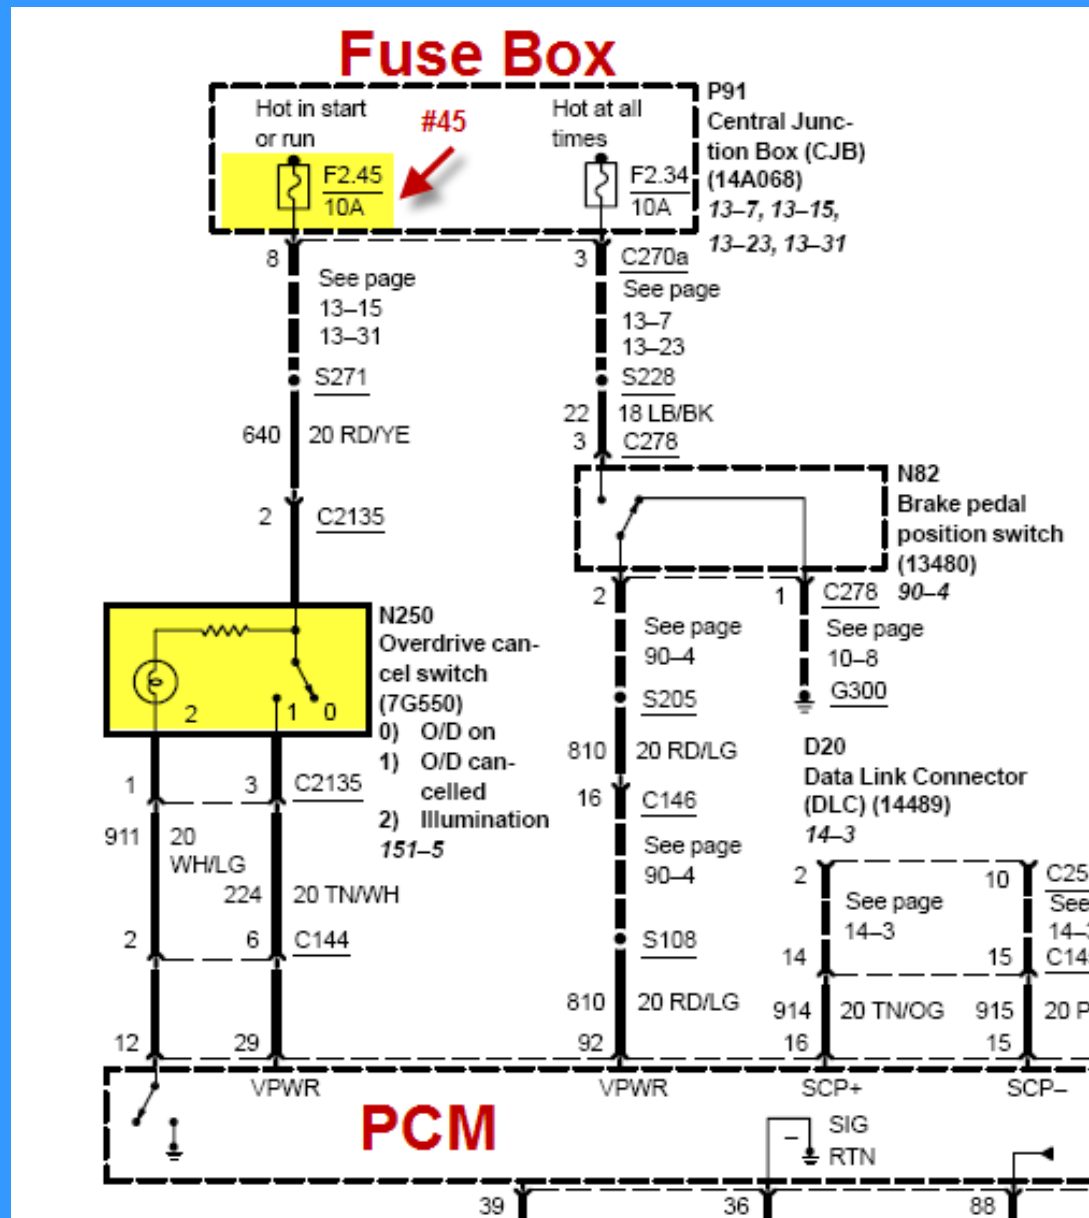 Fuse Box
Hot in start
or run
#45
Hot at all
times
P91
Central Junc-
tion Box (CJB)
(14A068)
13–7, 13–15,
13–23, 13–31
F2.45
10A
F2.34
10A
8
3
C270a
See page
13–15
13–31
See page
13–7
13–23
S271
S228
640
20 RD/YE
22
18 LB/BK
3
C278
2
C2135
N82
Brake pedal
position switch
(13480)
90–4
2
1
C278
N250
Overdrive can-
cel switch
(7G550)
0) O/D on
1) O/D can-
celled
2) Illumination
151–5
2
1
0
See page
90–4
See page
10–8
S205
G300
1
3
C2135
810
20 RD/LG
D20
Data Link Connector
(DLC) (14489)
14–3
16
C146
911
20
WH/LG
See page
90–4
2
10
C25
224
20 TN/WH
See page
14–3
See
14–3
2
6
C144
S108
14
15
C14
810
20 RD/LG
914
20 TN/OG
915
20 P
12
29
92
16
15
VPWR
VPWR
SCP+
SCP–
PCM
SIG
RTN
–
39
36
88